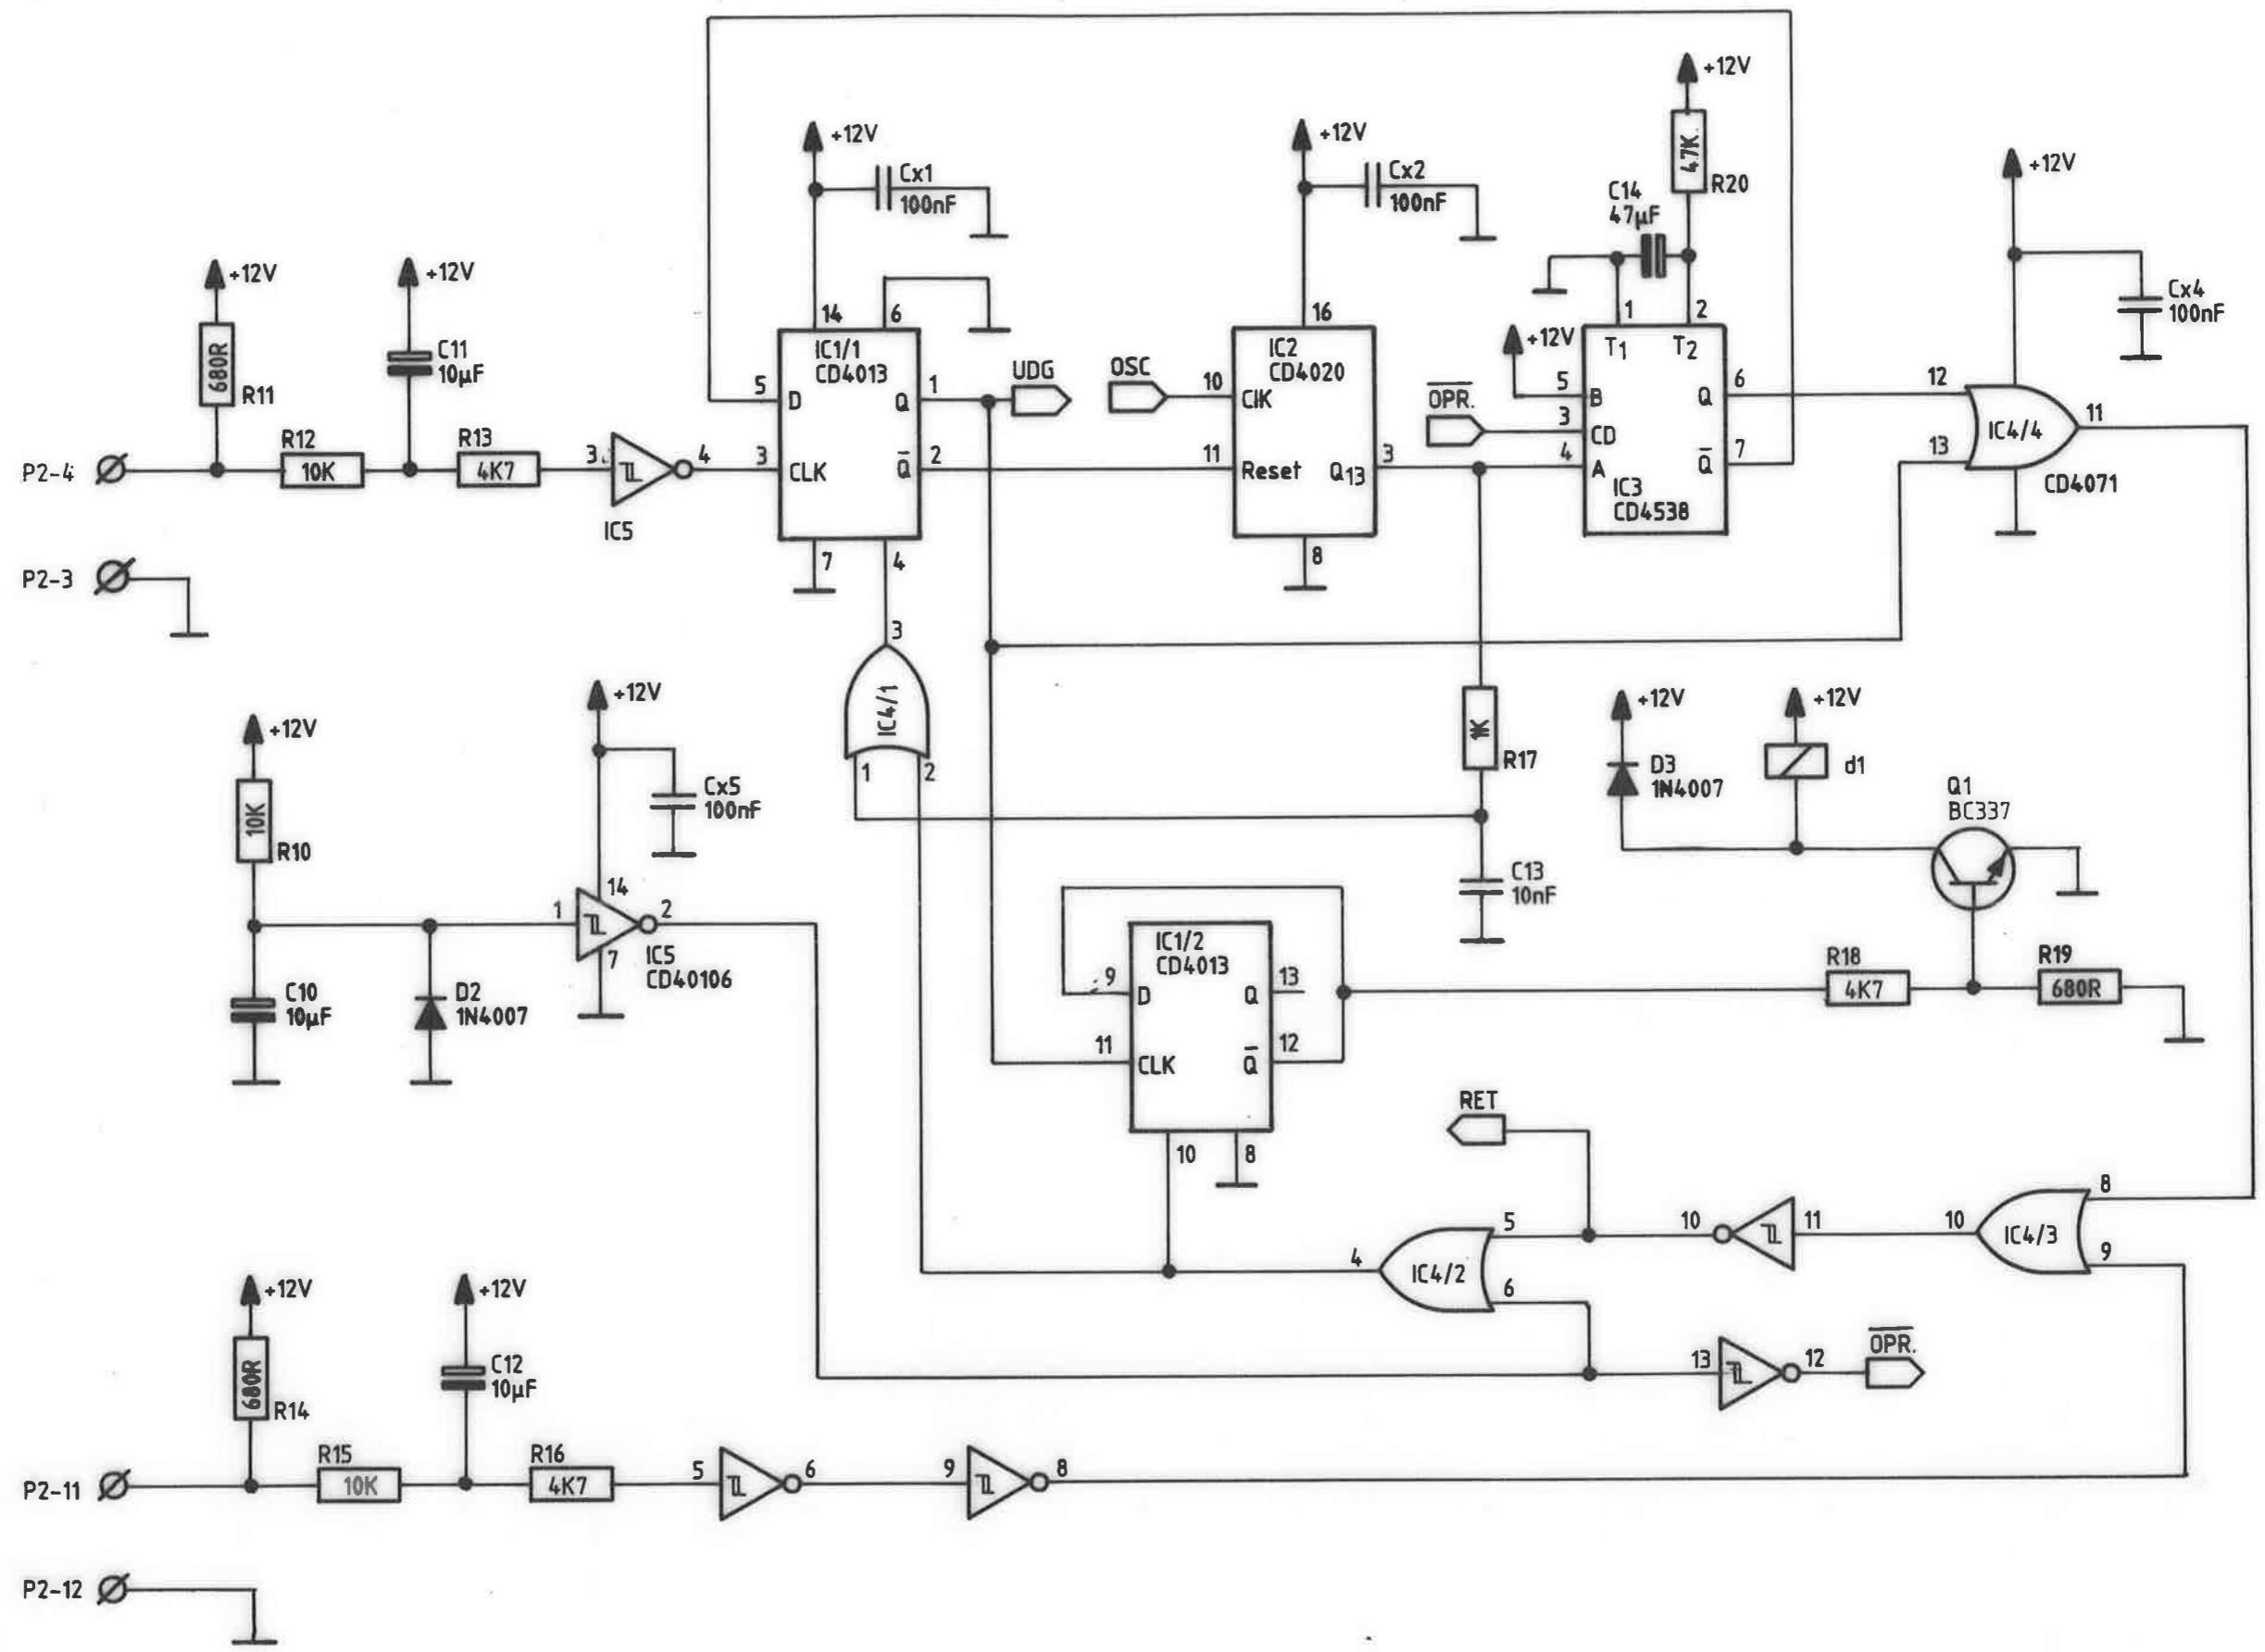 +12V
+12V
+12V
+12V
+12V
Cx1
100nF
Cx2
100nF
C14
47µF
47K
R20
Cx4
100nF
+12V
+12V
680R
R11
C11
10µF
14
6
IC1/1
CD4013
5
D
Q
1
UDG
3
CLK
Q
2
7
4
OSC
16
IC2
CD4020
10
ClK
11
Reset
Q13
3
8
1
2
T1
T2
+12V
5
B
OPR.
3
CD
4
A
Q
6
Q
7
IC3
CD4538
12
13
IC4/4
11
CD4071
P2-4
R12
10K
R13
4K7
3
4
IC5
P2-3
3
IC4/1
1
2
+12V
10K
R10
+12V
Cx5
100nF
14
1
2
7
IC5
CD40106
C10
10µF
D2
1N4007
1K
R17
C13
10nF
+12V
D3
1N4007
+12V
d1
Q1
BC337
IC1/2
CD4013
9
D
Q
13
11
CLK
Q
12
10
8
R18
4K7
R19
680R
RET
5
10
11
10
IC4/3
8
9
4
IC4/2
6
13
12
OPR.
+12V
680R
R14
+12V
C12
10µF
P2-11
R15
10K
R16
4K7
5
6
9
8
P2-12